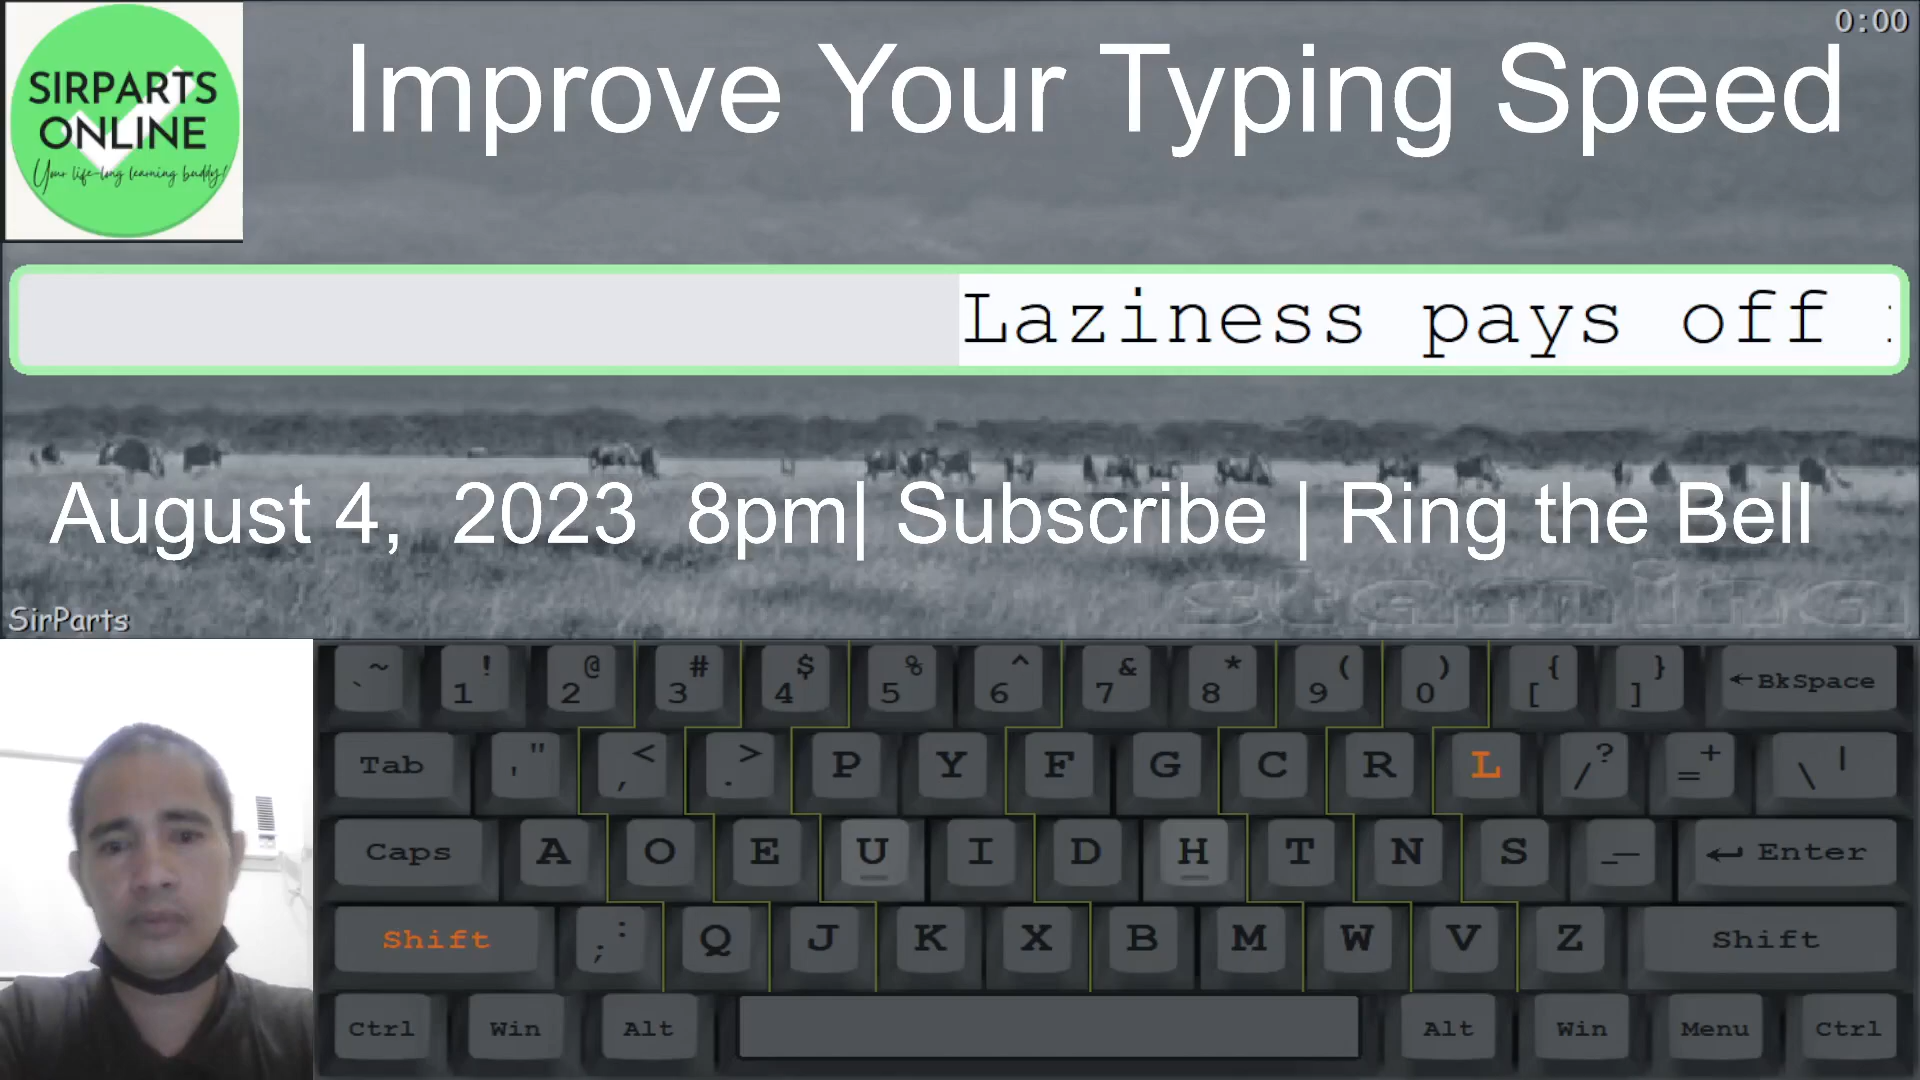 0:00
SIRPARTS
ONLINE
Your life-long learning buddy!
Improve Your Typing Speed
Laziness pays off
August 4, 2023 8pm| Subscribe | Ring the Bell
stamina
SirParts
~ ` ! 1 @ 2 # 3 $ 4 % 5 ^ 6 & 7 * 8 ( 9 ) 0 { [ } ] ←BkSpace
Tab " ' < , > . P Y F G C R L ? / + = | \
Caps A O E U I D H T N S _ — Enter
Shift : ; Q J K X B M W V Z Shift
Ctrl Win Alt Alt Win Menu Ctrl